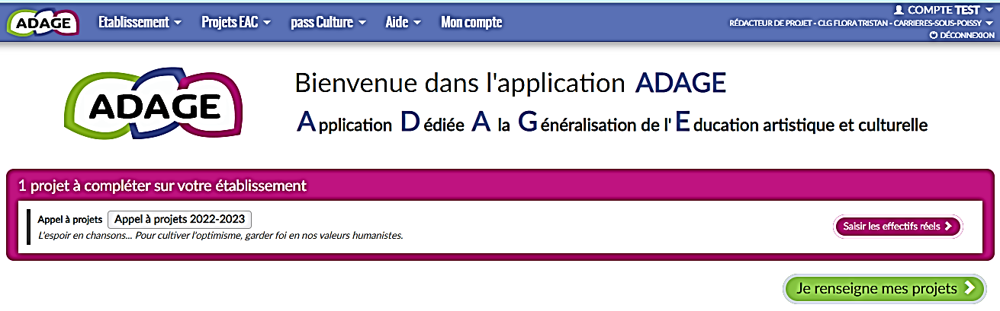 ADAGE
Etablissement
Projets EAC
pass Culture
Aide
Mon compte
COMPTE TEST
RÉDACTEUR DE PROJET - CLG FLORA TRISTAN - CARRIERES-SOUS-POISSY
DÉCONNEXION
ADAGE
Bienvenue dans l'application ADAGE
Application Dédiée A la Généralisation de l'Education artistique et culturelle
1 projet à compléter sur votre établissement
Appel à projets Appel à projets 2022-2023
L'espoir en chansons... Pour cultiver l'optimisme, garder foi en nos valeurs humanistes.
Saisir les effectifs réels
Je renseigne mes projets